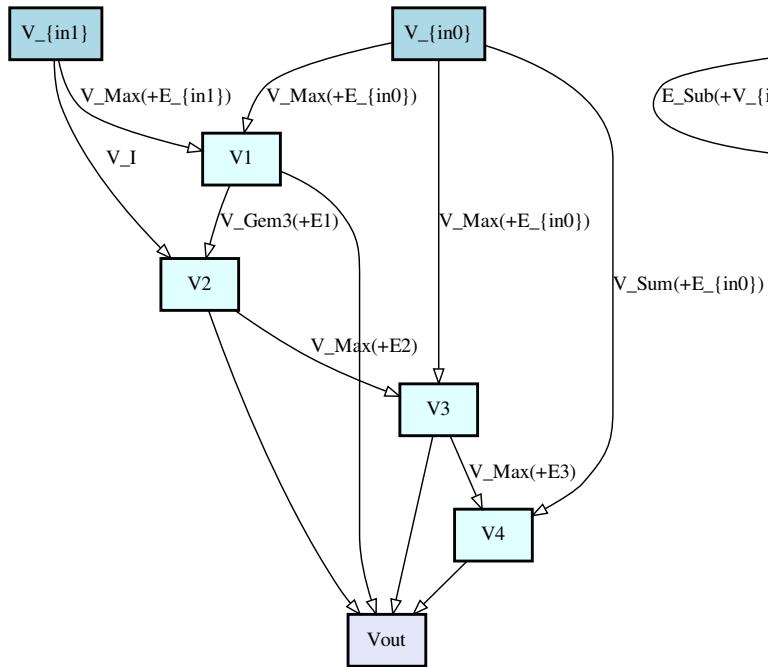 V_{in1}
V_{in0}
V_Max(+E_{in1})
V_Max(+E_{in0})
E_Sub(+V_{i
V_I
V1
V_Gem3(+E1)
V_Max(+E_{in0})
V2
V_Sum(+E_{in0})
V_Max(+E2)
V3
V_Max(+E3)
V4
Vout